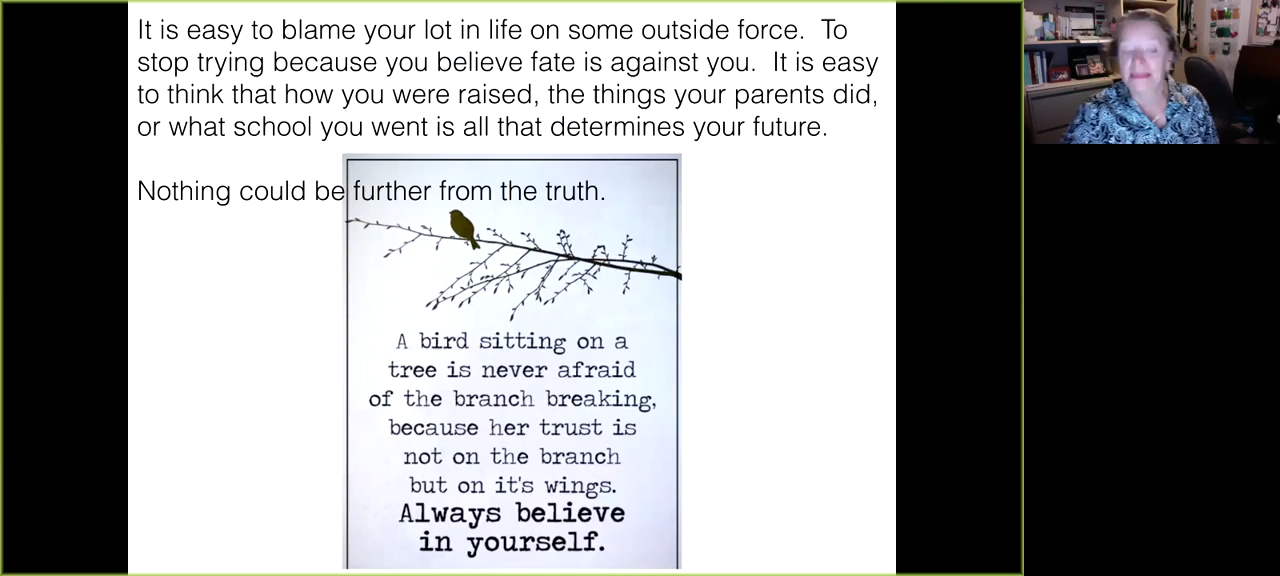 It is easy to blame your lot in life on some outside force.  To
stop trying because you believe fate is against you.  It is easy
to think that how you were raised, the things your parents did,
or what school you went is all that determines your future.
Nothing could be further from the truth.
A bird sitting on a
tree is never afraid
of the branch breaking,
because her trust is
not on the branch
but on it's wings.
Always believe
in yourself.